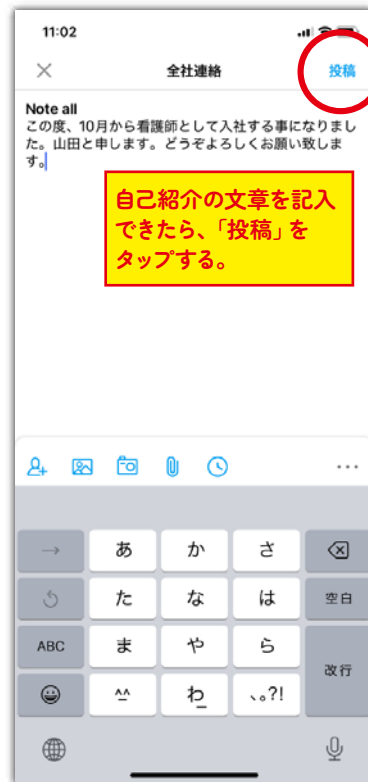 11:02
全社連絡
投稿
Note all
この度、10月から看護師として入社する事になりまし
た。山田と申します。どうぞよろしくお願い致しま
す。
自己紹介の文章を記入
できたら、「投稿」を
タップする。
→ あ か さ
た な は 空白
ABC ま や ら 改行
^^ わ_ 、。?!